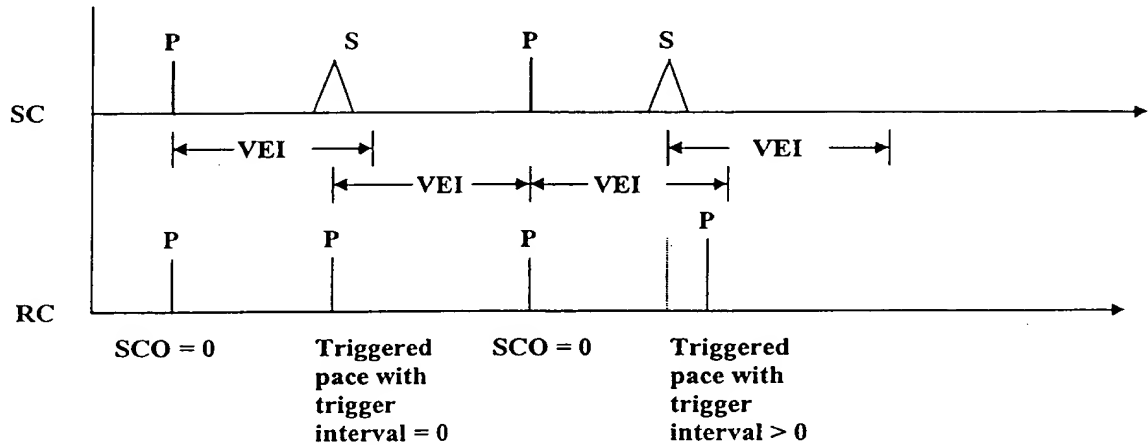 P S P S
SC
VEI VEI
VEI VEI
P P P P
RC
SCO = 0
Triggered
pace with
trigger
interval = 0
SCO = 0
Triggered
pace with
trigger
interval > 0